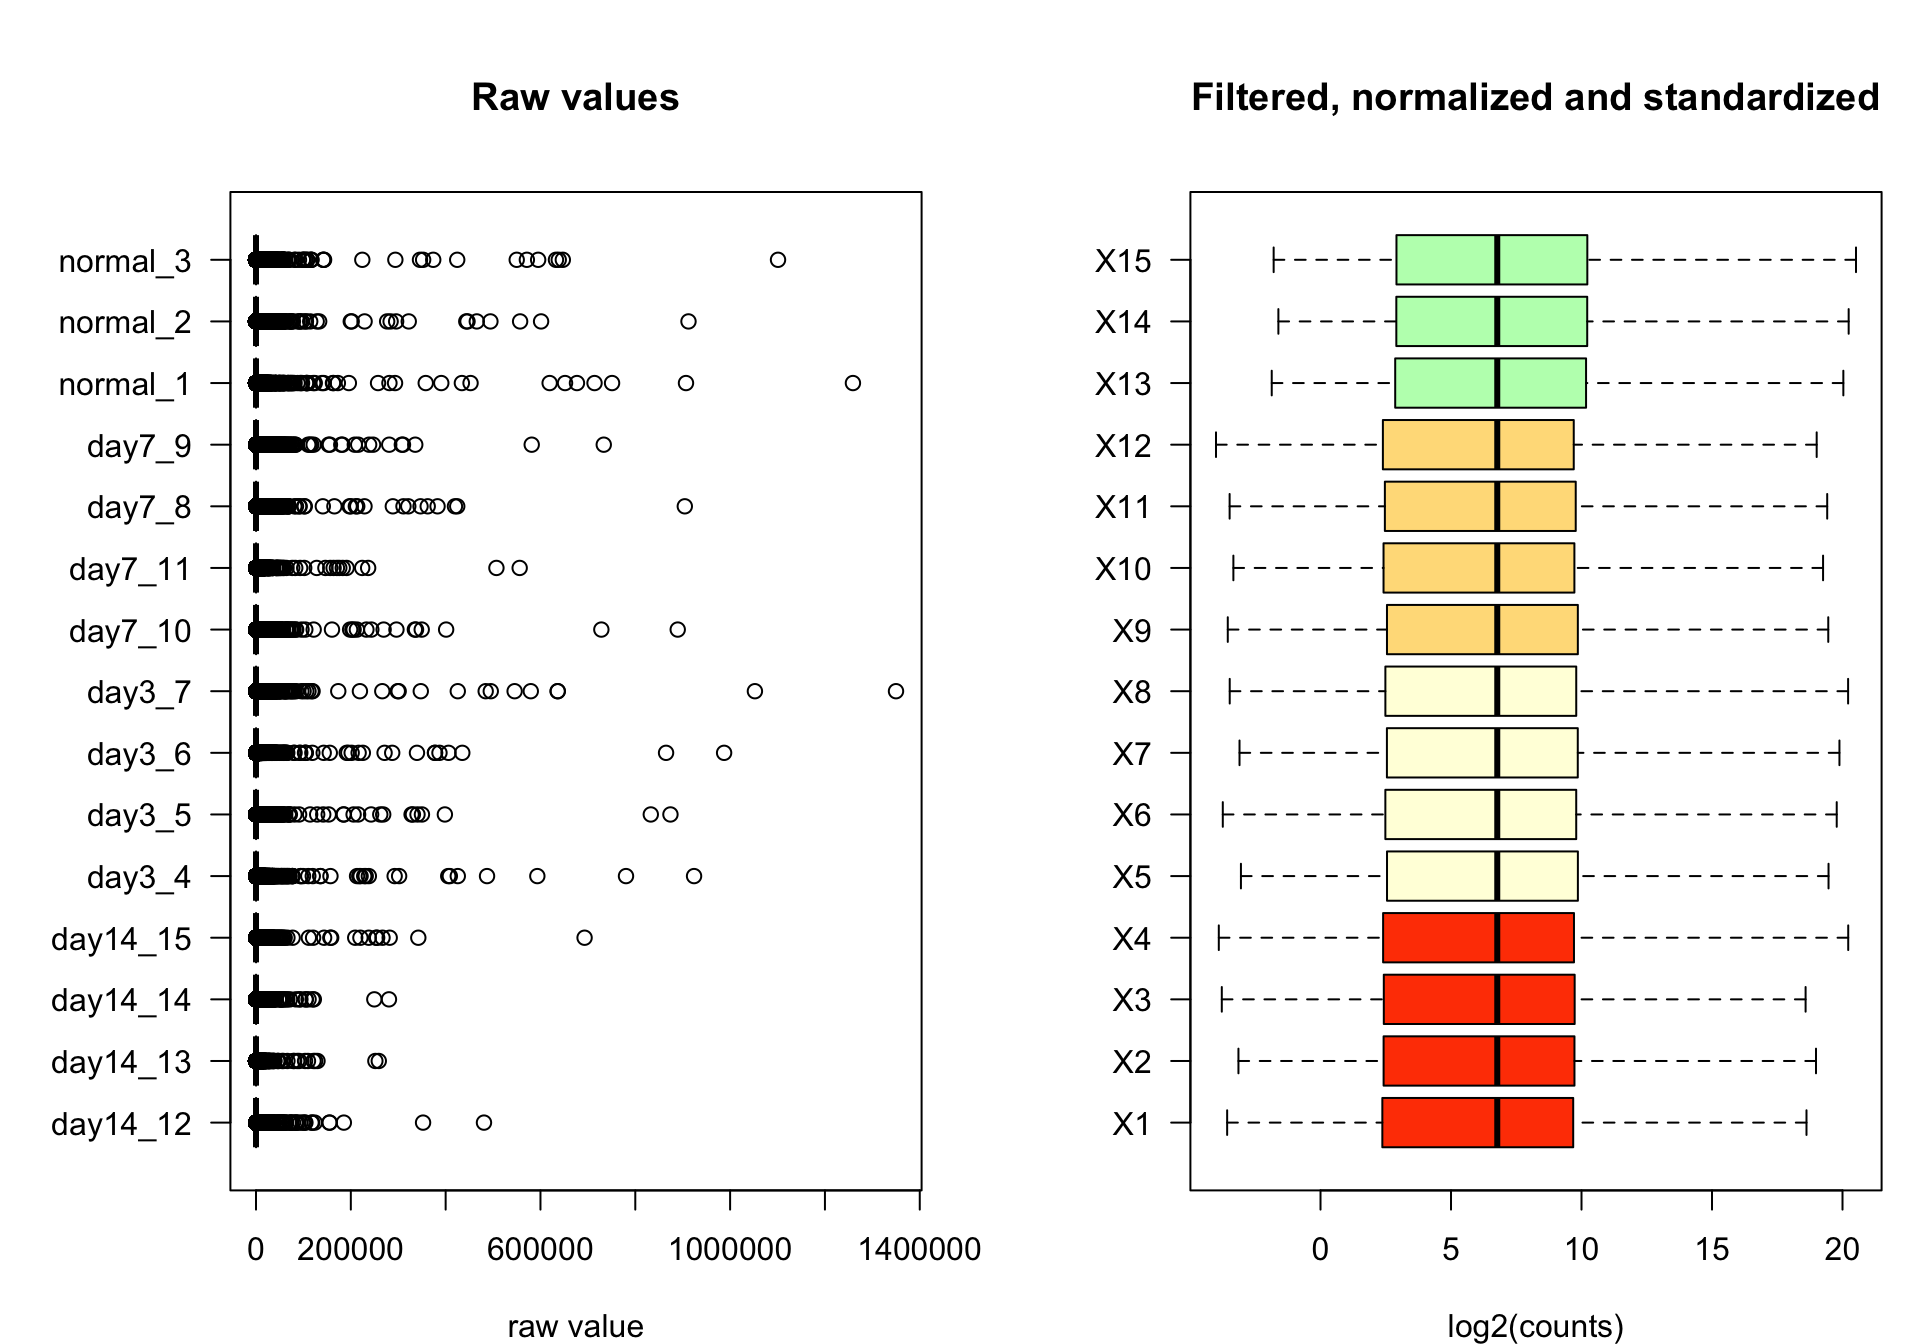 Raw values
normal_3
normal_2
normal_1
day7_9
day7_8
day7_11
day7_10
day3_7
day3_6
day3_5
day3_4
day14_15
day14_14
day14_13
day14_12
0 200000 600000 1000000 1400000
raw value
Filtered, normalized and standardized
X15
X14
X13
X12
X11
X10
X9
X8
X7
X6
X5
X4
X3
X2
X1
0 5 10 15 20
log2(counts)